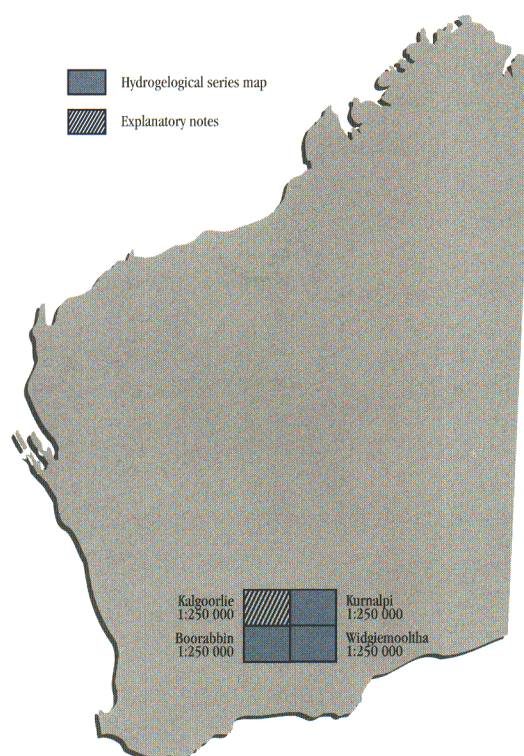 Hydrogelogical series map
Explanatory notes
Kalgoorlie
1:250 000
Kurnalpi
1:250 000
Boorabbin
1:250 000
Widgiemooltha
1:250 000